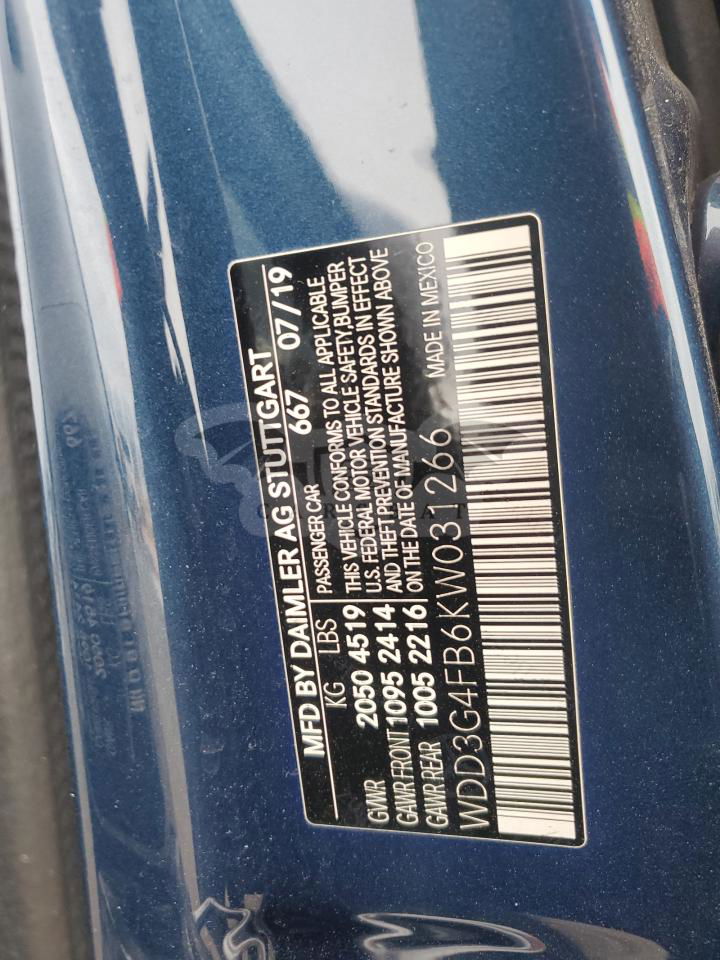 MFD BY DAIMLER AG STUTTGART
KG LBS PASSENGER CAR 667 07/19
GVWR 2050 4519 THIS VEHICLE CONFORMS TO ALL APPLICABLE
GAWR FRONT 1095 2414 U.S. FEDERAL MOTOR VEHICLE SAFETY, BUMPER
GAWR REAR 1005 2216 AND THEFT PREVENTION STANDARDS IN EFFECT
ON THE DATE OF MANUFACTURE SHOWN ABOVE
WDD3G4FB6KW031266 MADE IN MEXICO